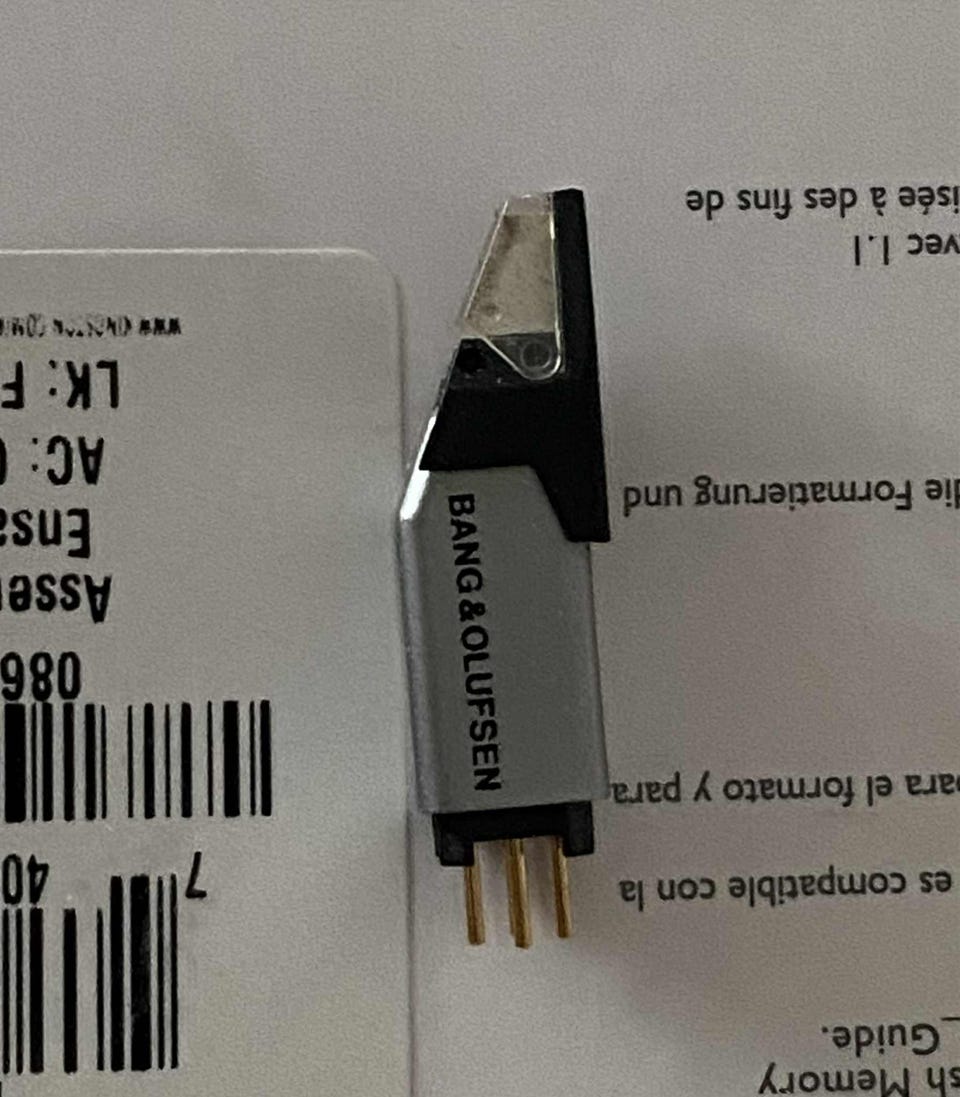 BANG&OLUFSEN
Memory
Guide.
es compatible con la
ara el formato y para
die Formatierung und
vec 1.1
isée à des fins de
7 40
086
Asse
Ensa
AC:
LK: F